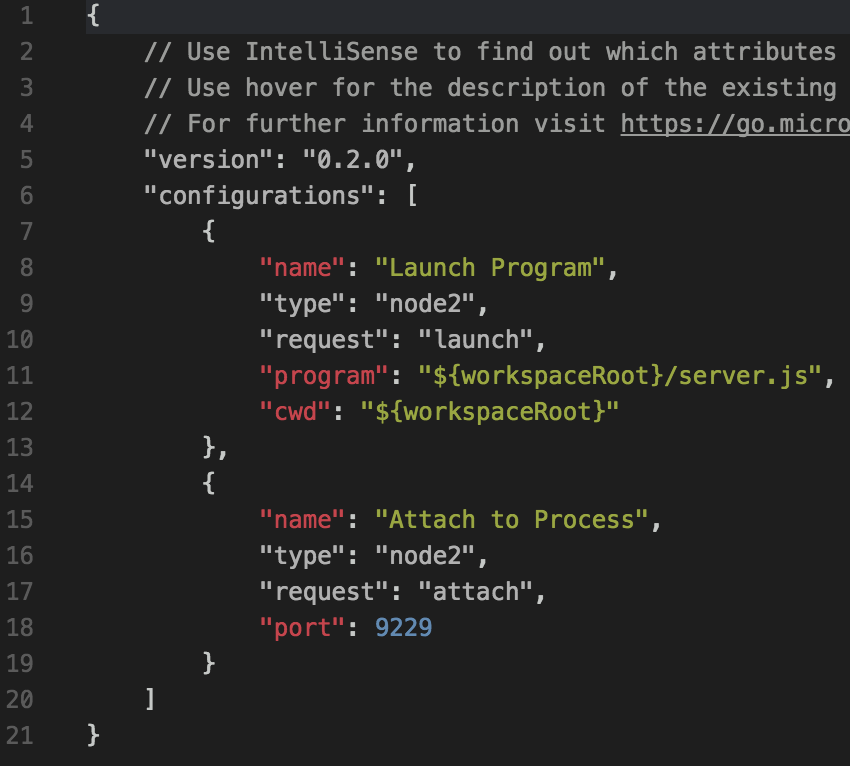 1 {
2 // Use IntelliSense to find out which attributes
3 // Use hover for the description of the existing
4 // For further information visit https://go.micro
5 "version": "0.2.0",
6 "configurations": [
7 {
8 "name": "Launch Program",
9 "type": "node2",
10 "request": "launch",
11 "program": "${workspaceRoot}/server.js",
12 "cwd": "${workspaceRoot}"
13 },
14 {
15 "name": "Attach to Process",
16 "type": "node2",
17 "request": "attach",
18 "port": 9229
19 }
20 ]
21 }